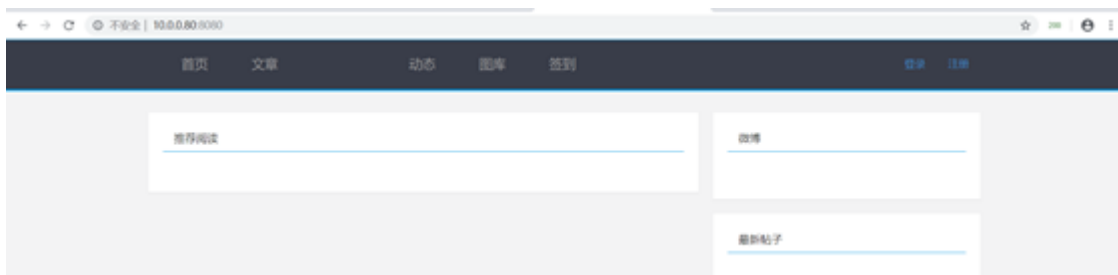 不安全 | 10.0.0.80:8080
首页 文章 动态 图库 签到 登录 注册
推荐阅读
微博
最新帖子